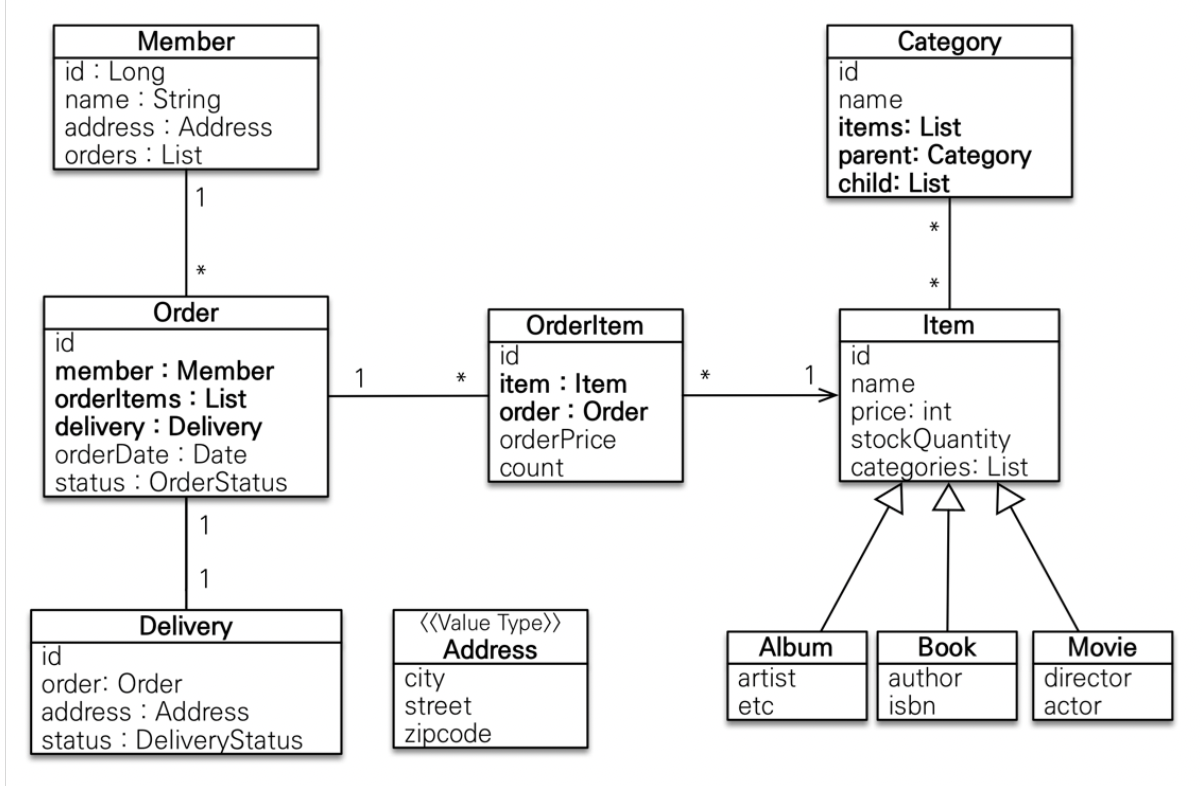 Member
id : Long
name : String
address : Address
orders : List
Category
id
name
items: List
parent: Category
child: List
1
*
*
*
Order
id
member : Member
orderItems : List
delivery : Delivery
orderDate : Date
status : OrderStatus
1
*
OrderItem
id
item : Item
order : Order
orderPrice
count
*
1
Item
id
name
price: int
stockQuantity
categories: List
1
1
Delivery
id
order: Order
address : Address
status : DeliveryStatus
<<Value Type>>
Address
city
street
zipcode
Album
artist
etc
Book
author
isbn
Movie
director
actor